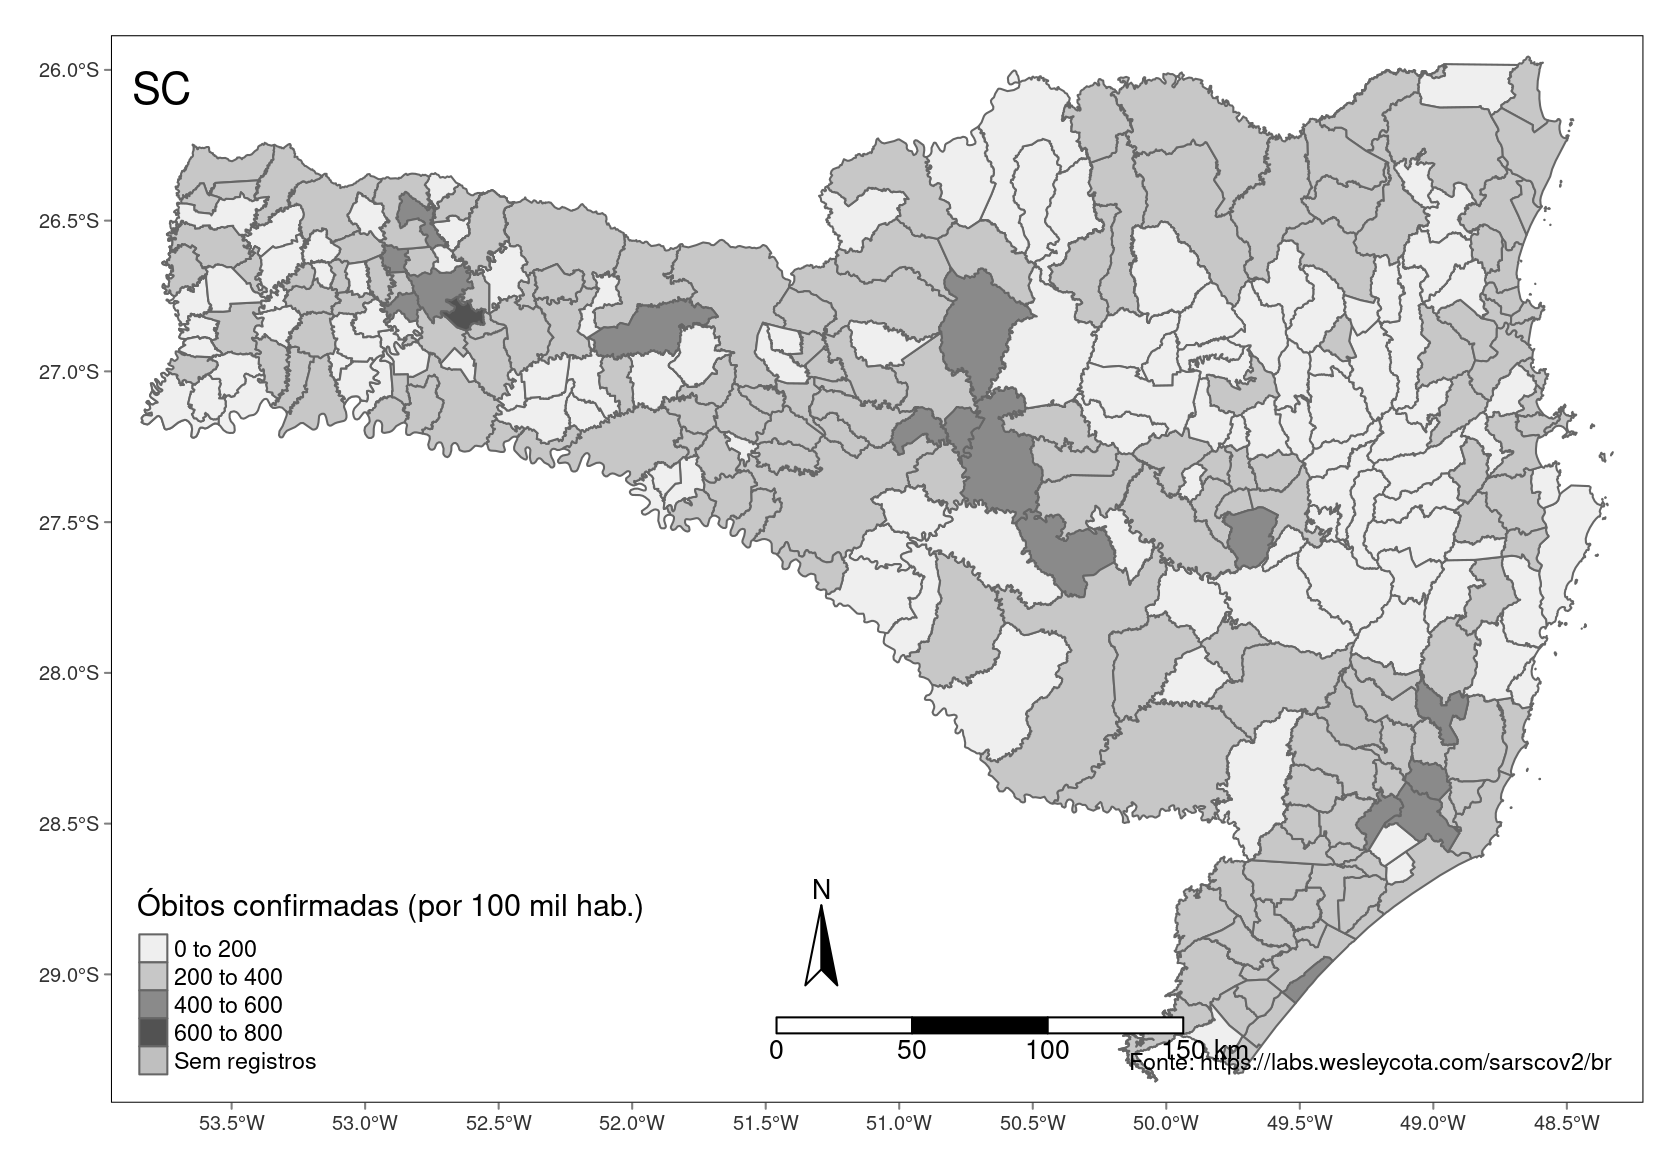 SC
26.0°S
26.5°S
27.0°S
27.5°S
28.0°S
28.5°S
29.0°S
Óbitos confirmadas (por 100 mil hab.)
0 to 200
200 to 400
400 to 600
600 to 800
Sem registros
N
0 50 100 150 km
Fonte: https://labs.wesleycota.com/sarscov2/br
53.5°W 53.0°W 52.5°W 52.0°W 51.5°W 51.0°W 50.5°W 50.0°W 49.5°W 49.0°W 48.5°W